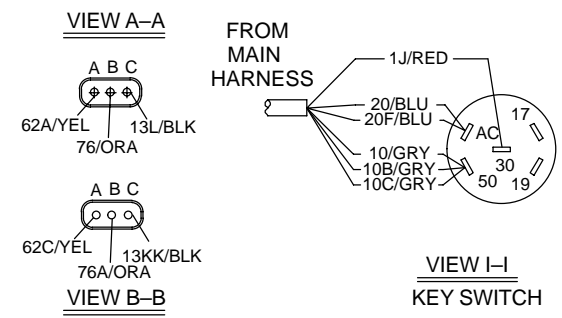 VIEW A–A
A B C
62A/YEL
13L/BLK
76/ORA
A B C
62C/YEL
13KK/BLK
76A/ORA
VIEW B–B
FROM
MAIN
HARNESS
1J/RED
20/BLU
20F/BLU
10/GRY
10B/GRY
10C/GRY
17
AC
30
50
19
VIEW I–I
KEY SWITCH